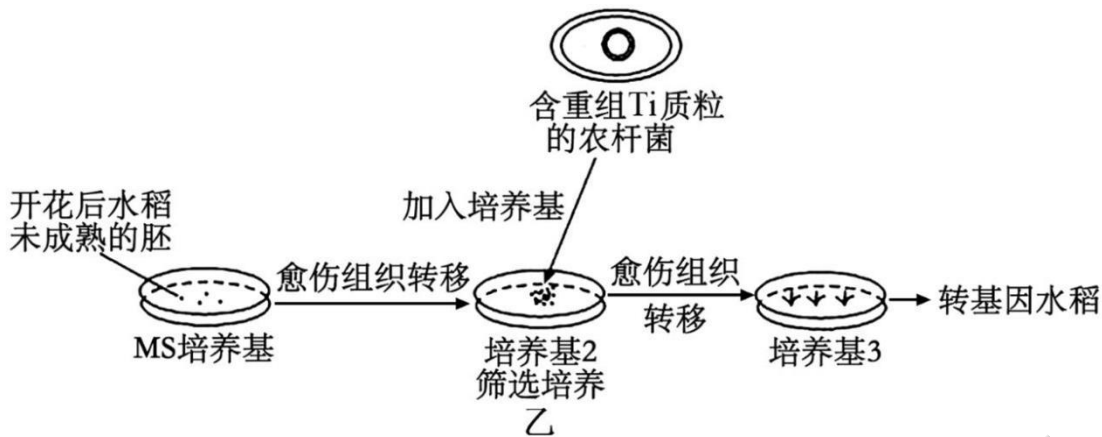 含重组Ti质粒
的农杆菌
开花后水稻
未成熟的胚
加入培养基
愈伤组织转移
愈伤组织
转移
转基因水稻
MS培养基
培养基2
筛选培养
乙
培养基3